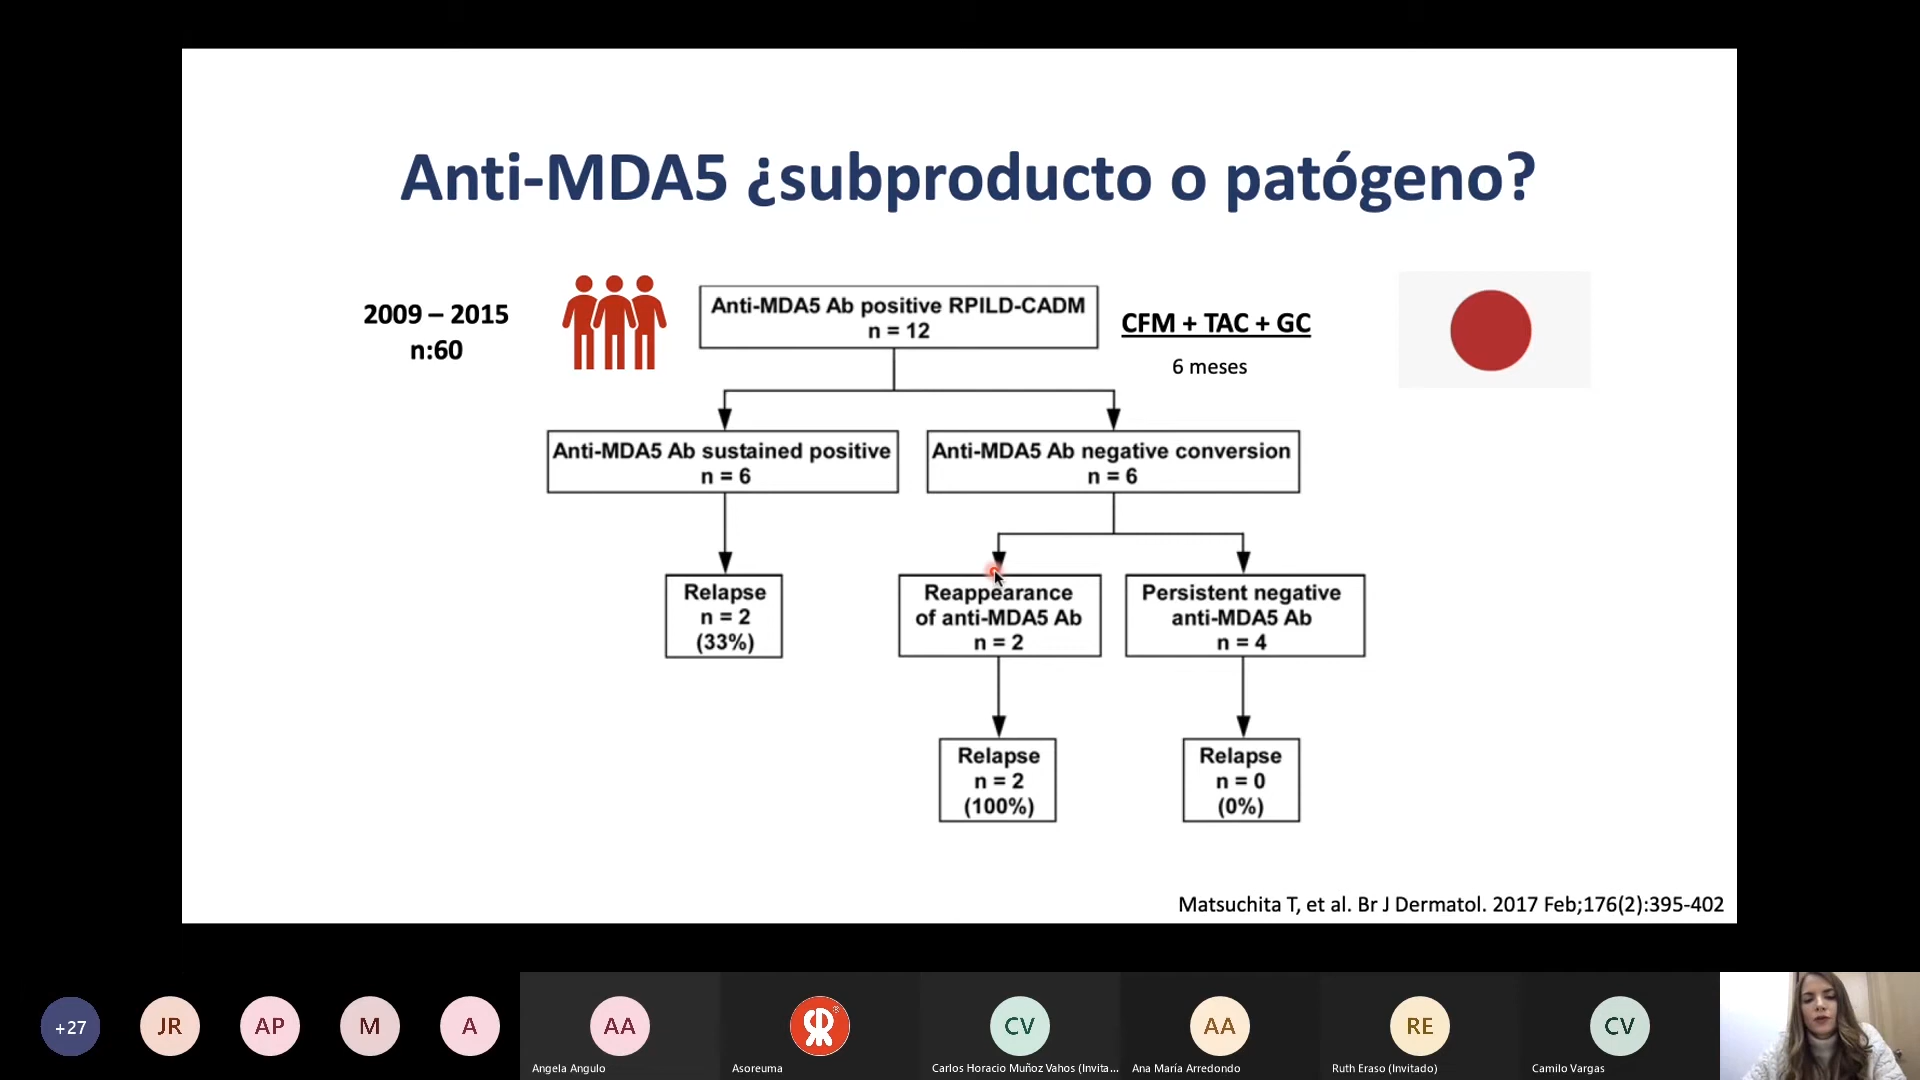 Anti-MDA5 ¿subproducto o patógeno?
2009 – 2015
n:60
Anti-MDA5 Ab positive RPILD-CADM
n = 12
CFM + TAC + GC
6 meses
Anti-MDA5 Ab sustained positive
n = 6
Anti-MDA5 Ab negative conversion
n = 6
Relapse
n = 2
(33%)
Reappearance
of anti-MDA5 Ab
n = 2
Persistent negative
anti-MDA5 Ab
n = 4
Relapse
n = 2
(100%)
Relapse
n = 0
(0%)
Matsuchita T, et al. Br J Dermatol. 2017 Feb;176(2):395-402
+27
JR
AP
M
A
AA
Angela Angulo
Asoreuma
CV
Carlos Horacio Muñoz Vahos (Invita...
AA
Ana María Arredondo
RE
Ruth Eraso (Invitado)
CV
Camilo Vargas